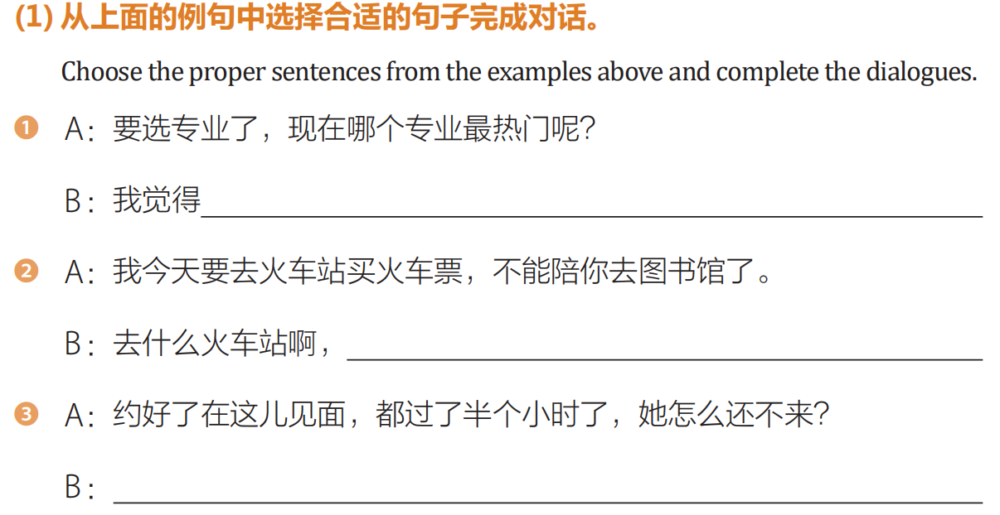 (1) 从上面的例句中选择合适的句子完成对话。
Choose the proper sentences from the examples above and complete the dialogues.
1 A：要选专业了，现在哪个专业最热门呢？
B：我觉得
2 A：我今天要去火车站买火车票，不能陪你去图书馆了。
B：去什么火车站啊，
3 A：约好了在这儿见面，都过了半个小时了，她怎么还不来？
B：